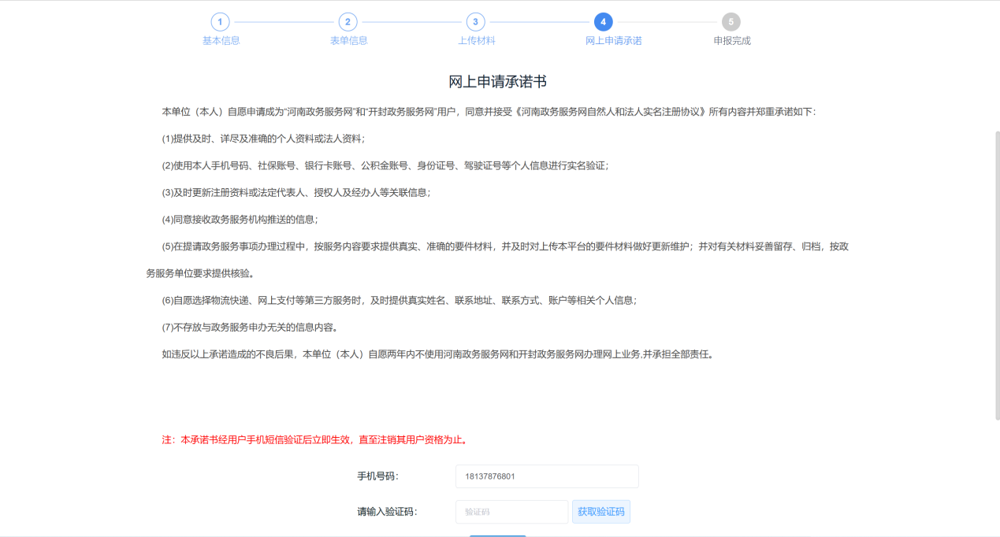 1 2 3 4 5
基本信息 表单信息 上传材料 网上申请承诺 申报完成
网上申请承诺书
本单位（本人）自愿申请成为“河南政务服务网”和“开封政务服务网”用户，同意并接受《河南政务服务网自然人和法人实名注册协议》所有内容并郑重承诺如下：
(1)提供及时、详尽及准确的个人资料或法人资料；
(2)使用本人手机号码、社保账号、银行卡账号、公积金账号、身份证号、驾驶证号等个人信息进行实名验证；
(3)及时更新注册资料或法定代表人、授权人及经办人等关联信息；
(4)同意接收政务服务机构推送的信息；
(5)在提请政务服务事项办理过程中，按服务内容要求提供真实、准确的要件材料，并及时对上传本平台的要件材料做好更新维护；并对有关材料妥善留存、归档，按政
务服务单位要求提供核验。
(6)自愿选择物流快递、网上支付等第三方服务时，及时提供真实姓名、联系地址、联系方式、账户等相关个人信息；
(7)不存放与政务服务申办无关的信息内容。
如违反以上承诺造成的不良后果，本单位（本人）自愿两年内不使用河南政务服务网和开封政务服务网办理网上业务,并承担全部责任。
注：本承诺书经用户手机短信验证后立即生效，直至注销其用户资格为止。
手机号码： 18137876801
请输入验证码： 验证码 获取验证码